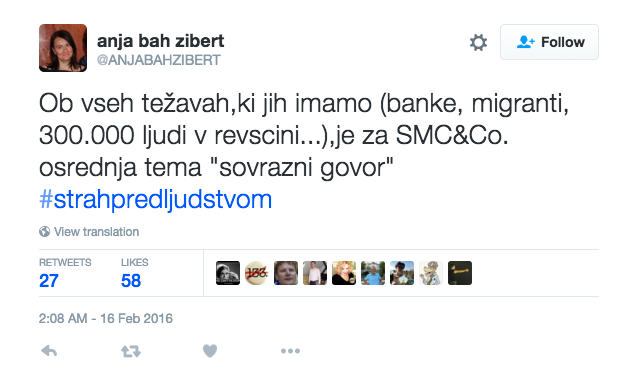 anja bah zibert
@ANJABAHZIBERT
Follow
Ob vseh težavah,ki jih imamo (banke, migranti,
300.000 ljudi v revscini...),je za SMC&Co.
osrednja tema "sovrazni govor"
#strahpredljudstvom
View translation
RETWEETS LIKES
27 58
2:08 AM - 16 Feb 2016